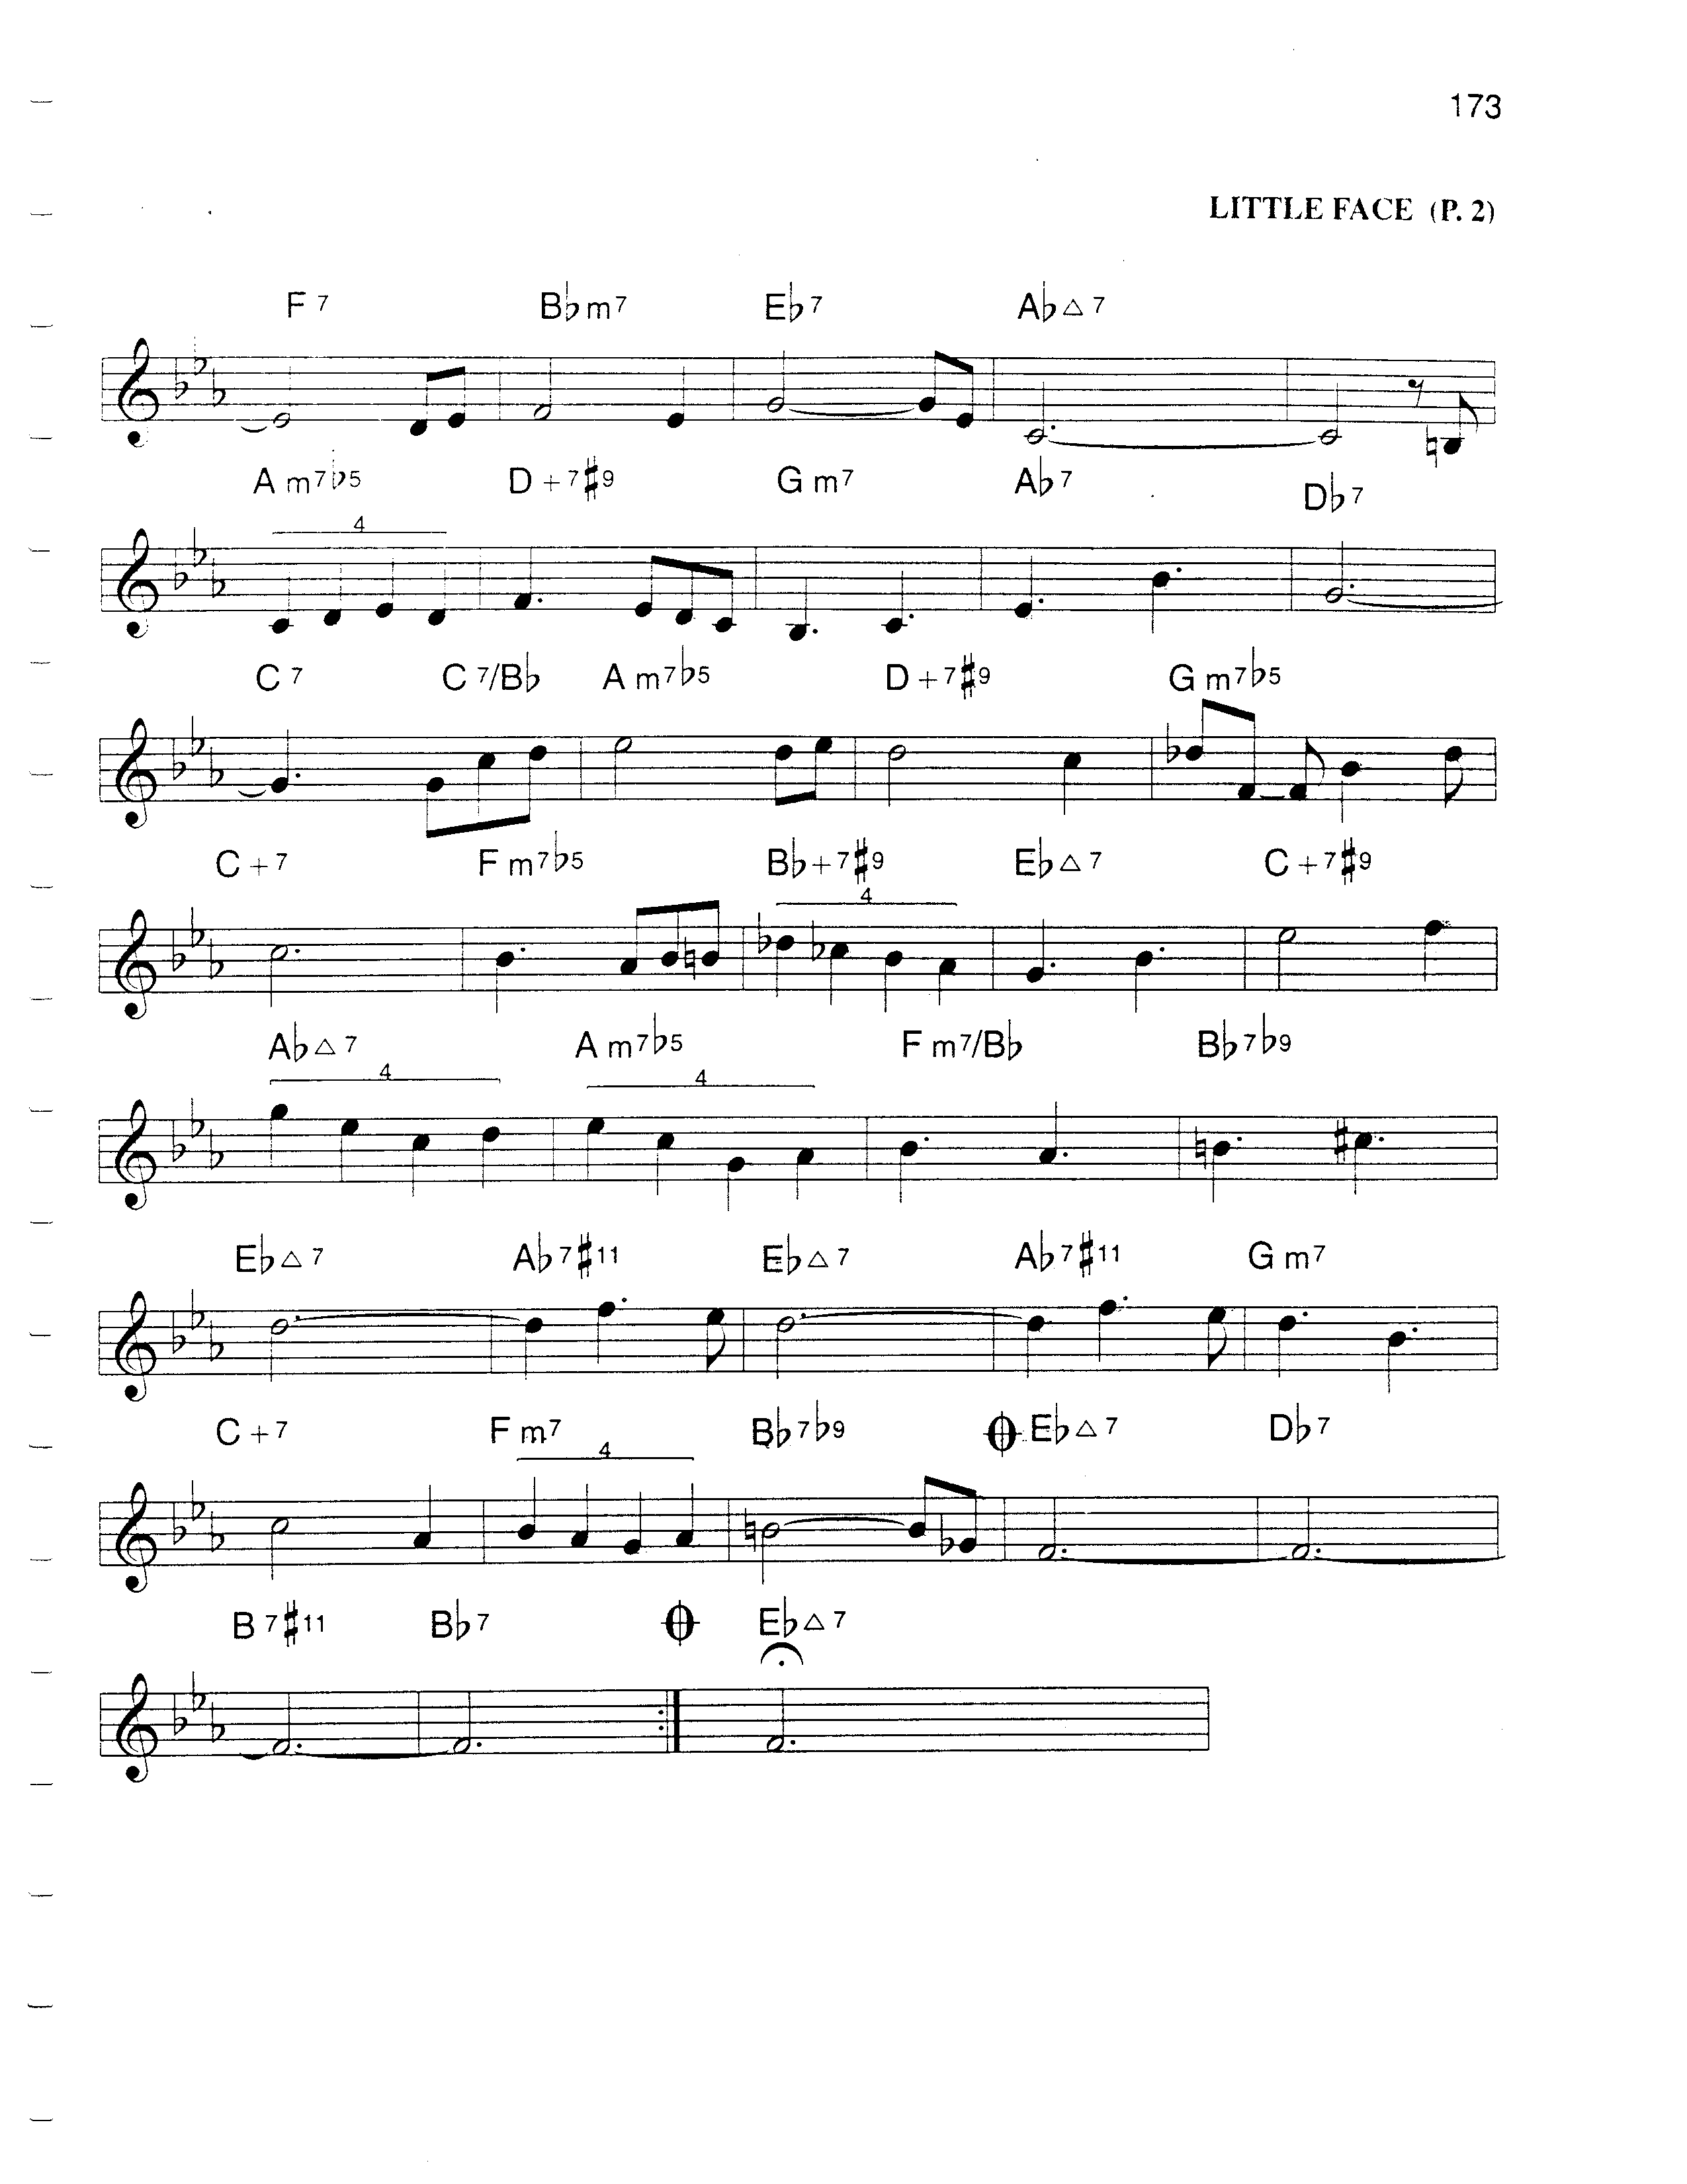 173
LITTLE FACE (P. 2)
F 7 B♭m7 E♭7 A♭△7
A m7♭5 D+7♯9 G m7 A♭7 D♭7
4
C 7 C 7/B♭ A m7♭5 D+7♯9 G m7♭5
C+7 F m7♭5 B♭+7♯9 E♭△7 C+7♯9
4
A♭△7 A m7♭5 F m7/B♭ B♭7♭9
4 4
E♭△7 A♭7♯11 E♭△7 A♭7♯11 G m7
C+7 F m7 B♭7♭9 E♭△7 D♭7
4
B 7♯11 B♭7 E♭△7